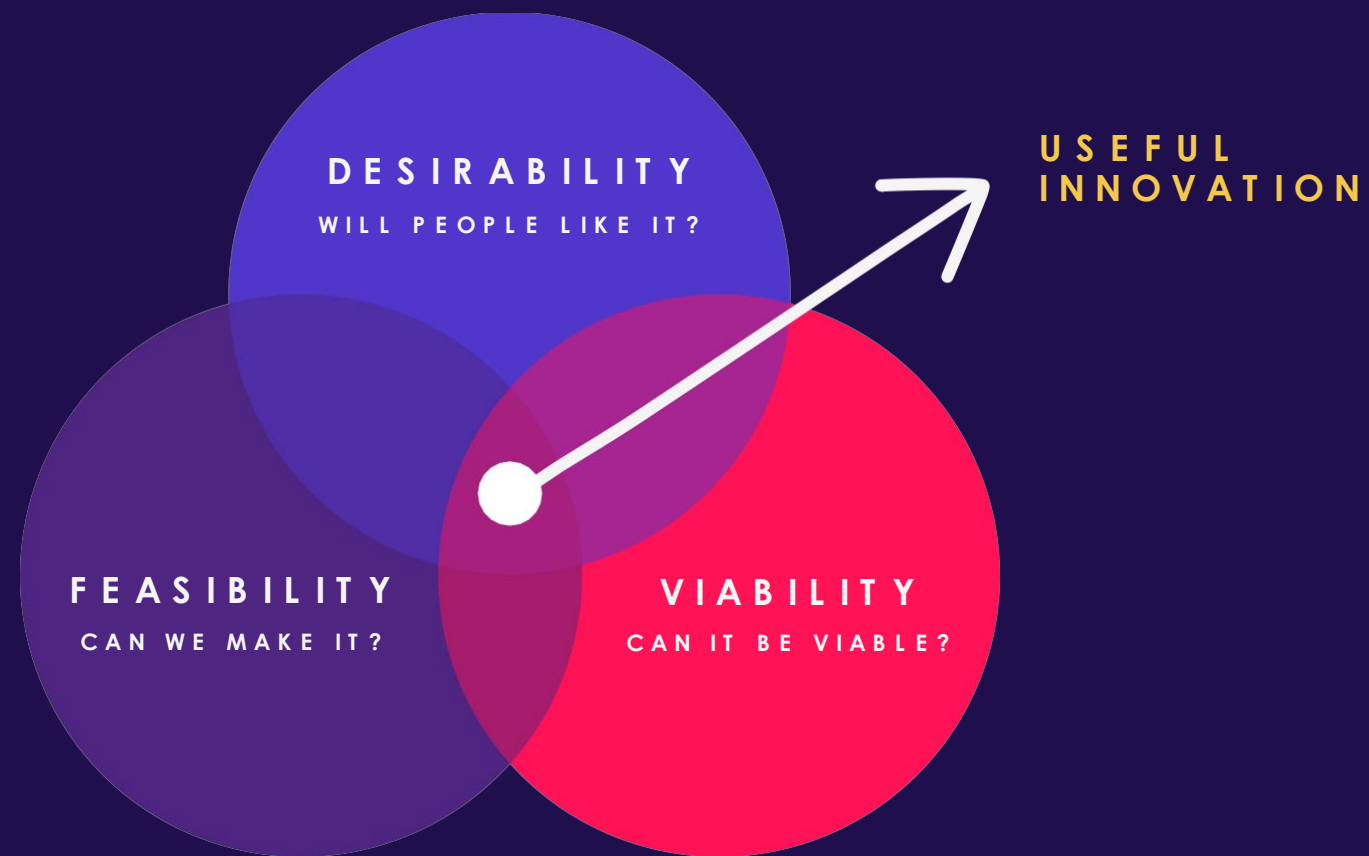 DESIRABILITY
WILL PEOPLE LIKE IT?
USEFUL
INNOVATION
FEASIBILITY
CAN WE MAKE IT?
VIABILITY
CAN IT BE VIABLE?